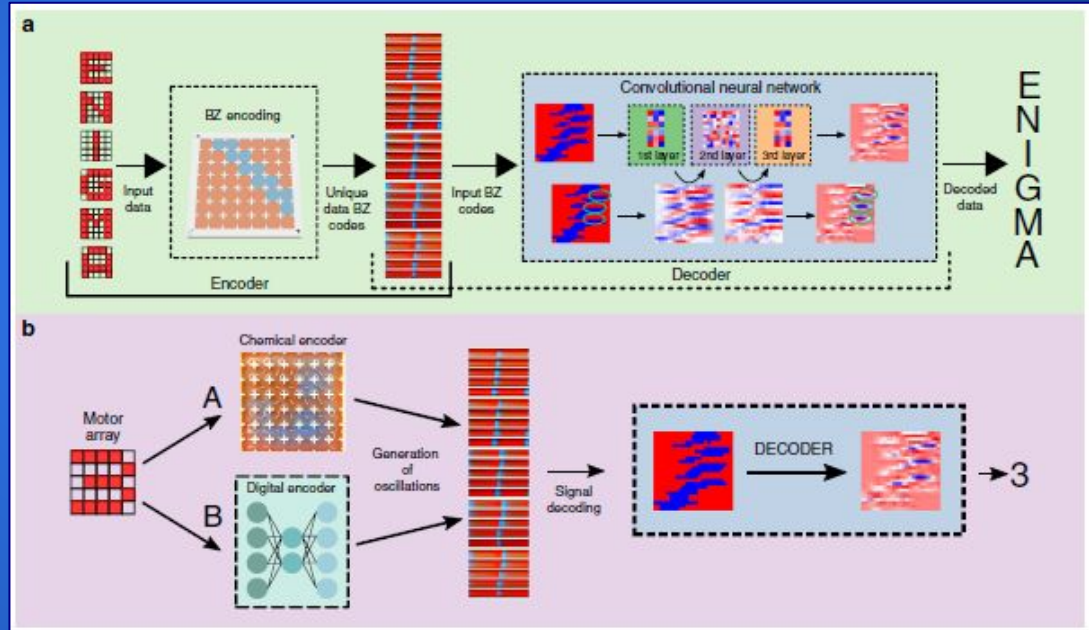 a
BZ encoding
Input
data
Unique
data BZ
codes
Encoder
Input BZ
codes
Convolutional neural network
1st layer
2nd layer
3rd layer
Decoder
Decoded
data
E
N
I
G
M
A
b
Motor
array
A
B
Chemical encoder
Digital encoder
Generation
of
oscillations
Signal
decoding
DECODER
3